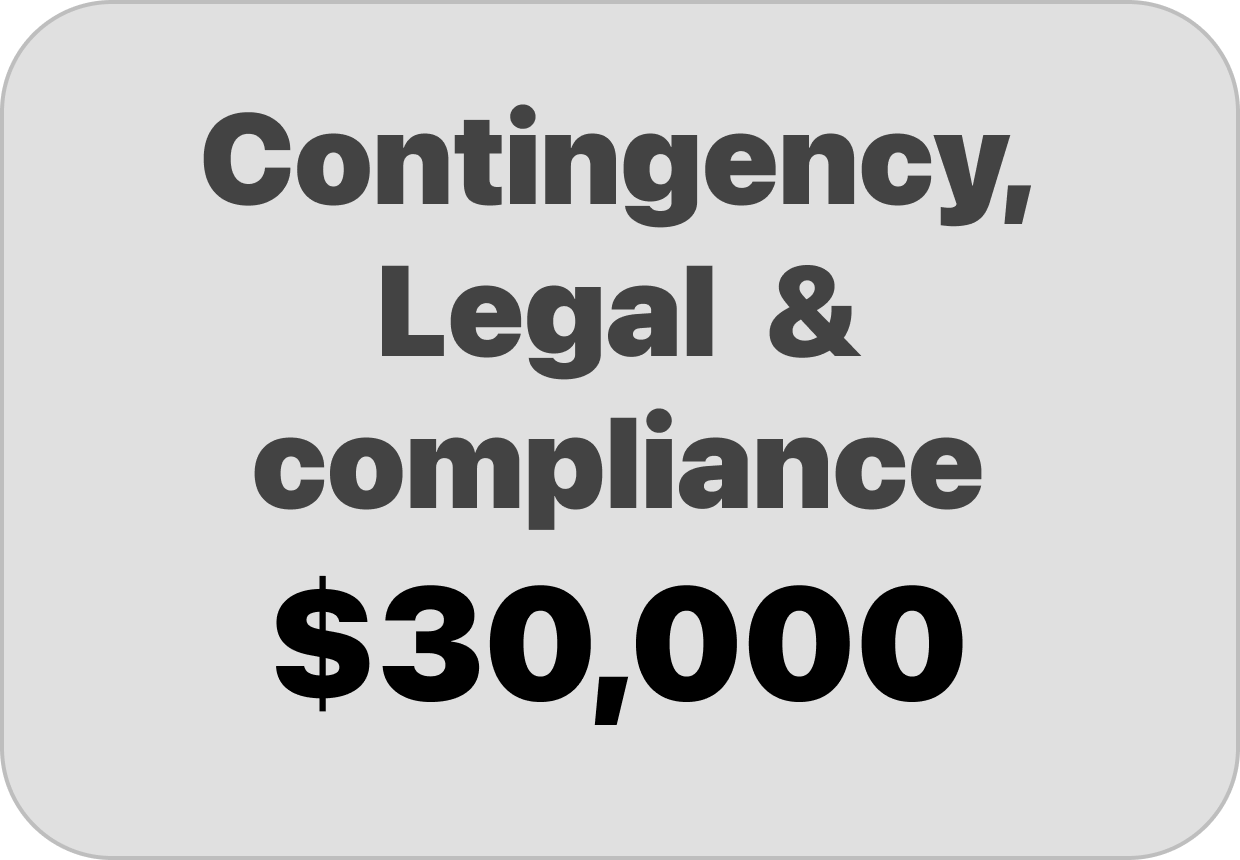 Contingency,
Legal &
compliance
$30,000